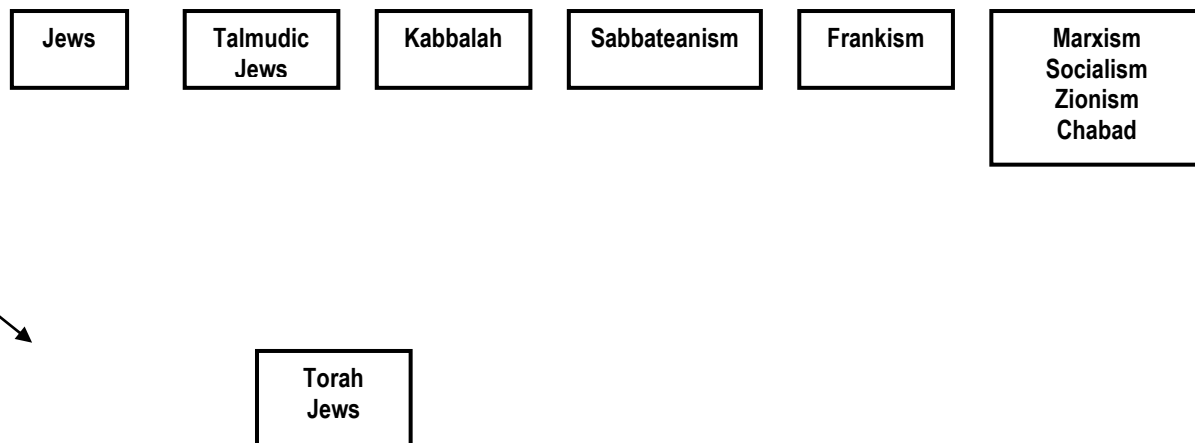 Jews
Talmudic
Jews
Kabbalah
Sabbateanism
Frankism
Marxism
Socialism
Zionism
Chabad
Torah
Jews